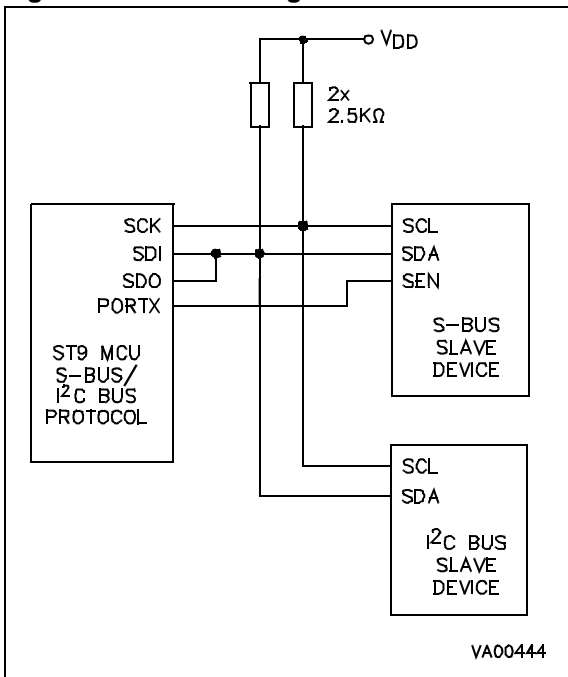 VDD
2x
2.5KΩ
SCK
SDI
SDO
PORTX
ST9 MCU
S-BUS/
I²C BUS
PROTOCOL
SCL
SDA
SEN
S-BUS
SLAVE
DEVICE
SCL
SDA
I²C BUS
SLAVE
DEVICE
VA00444